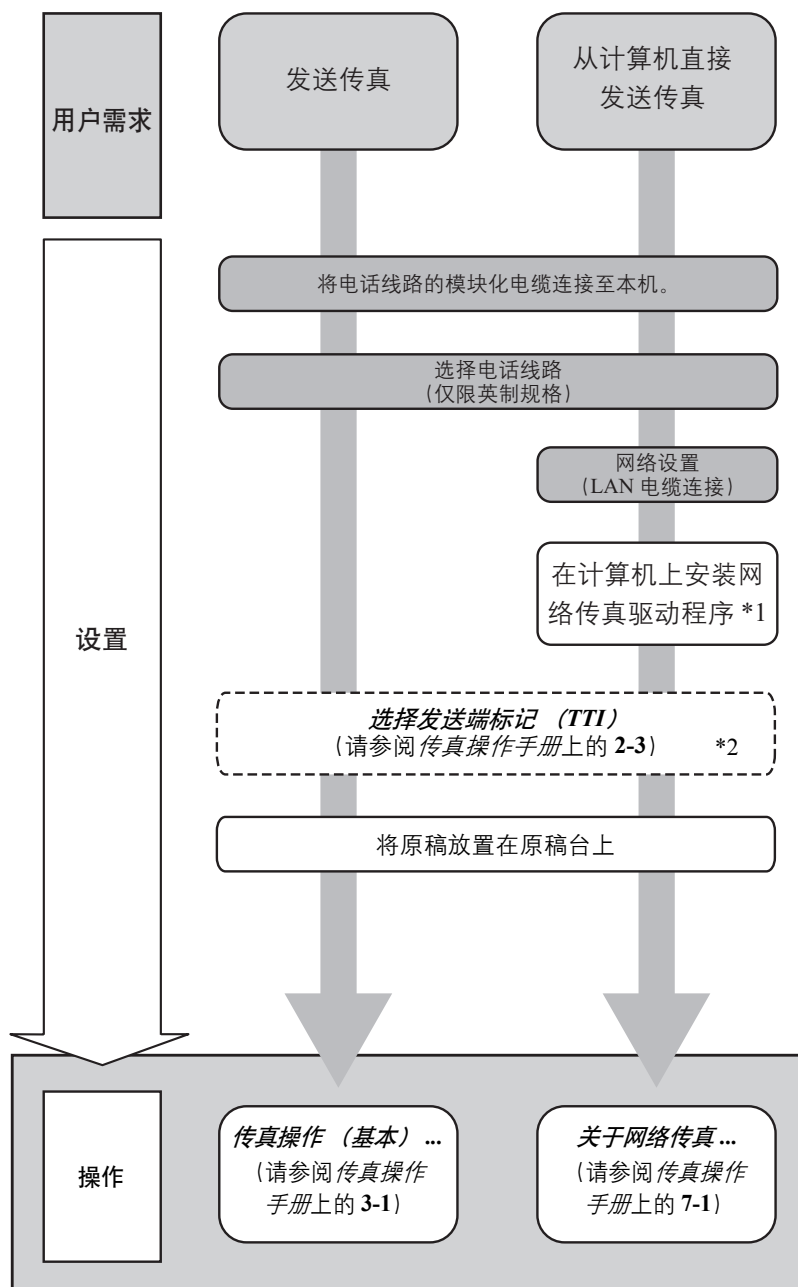 用户需求
发送传真
从计算机直接
发送传真
将电话线路的模块化电缆连接至本机。
选择电话线路
（仅限英制规格）
网络设置
（LAN 电缆连接）
在计算机上安装网
络传真驱动程序 *1
设置
选择发送端标记 （TTI）
（请参阅传真操作手册上的 2-3） *2
将原稿放置在原稿台上
操作
传真操作 （基本） ...
（请参阅传真操作
手册上的 3-1）
关于网络传真 ...
（请参阅传真操作
手册上的 7-1）